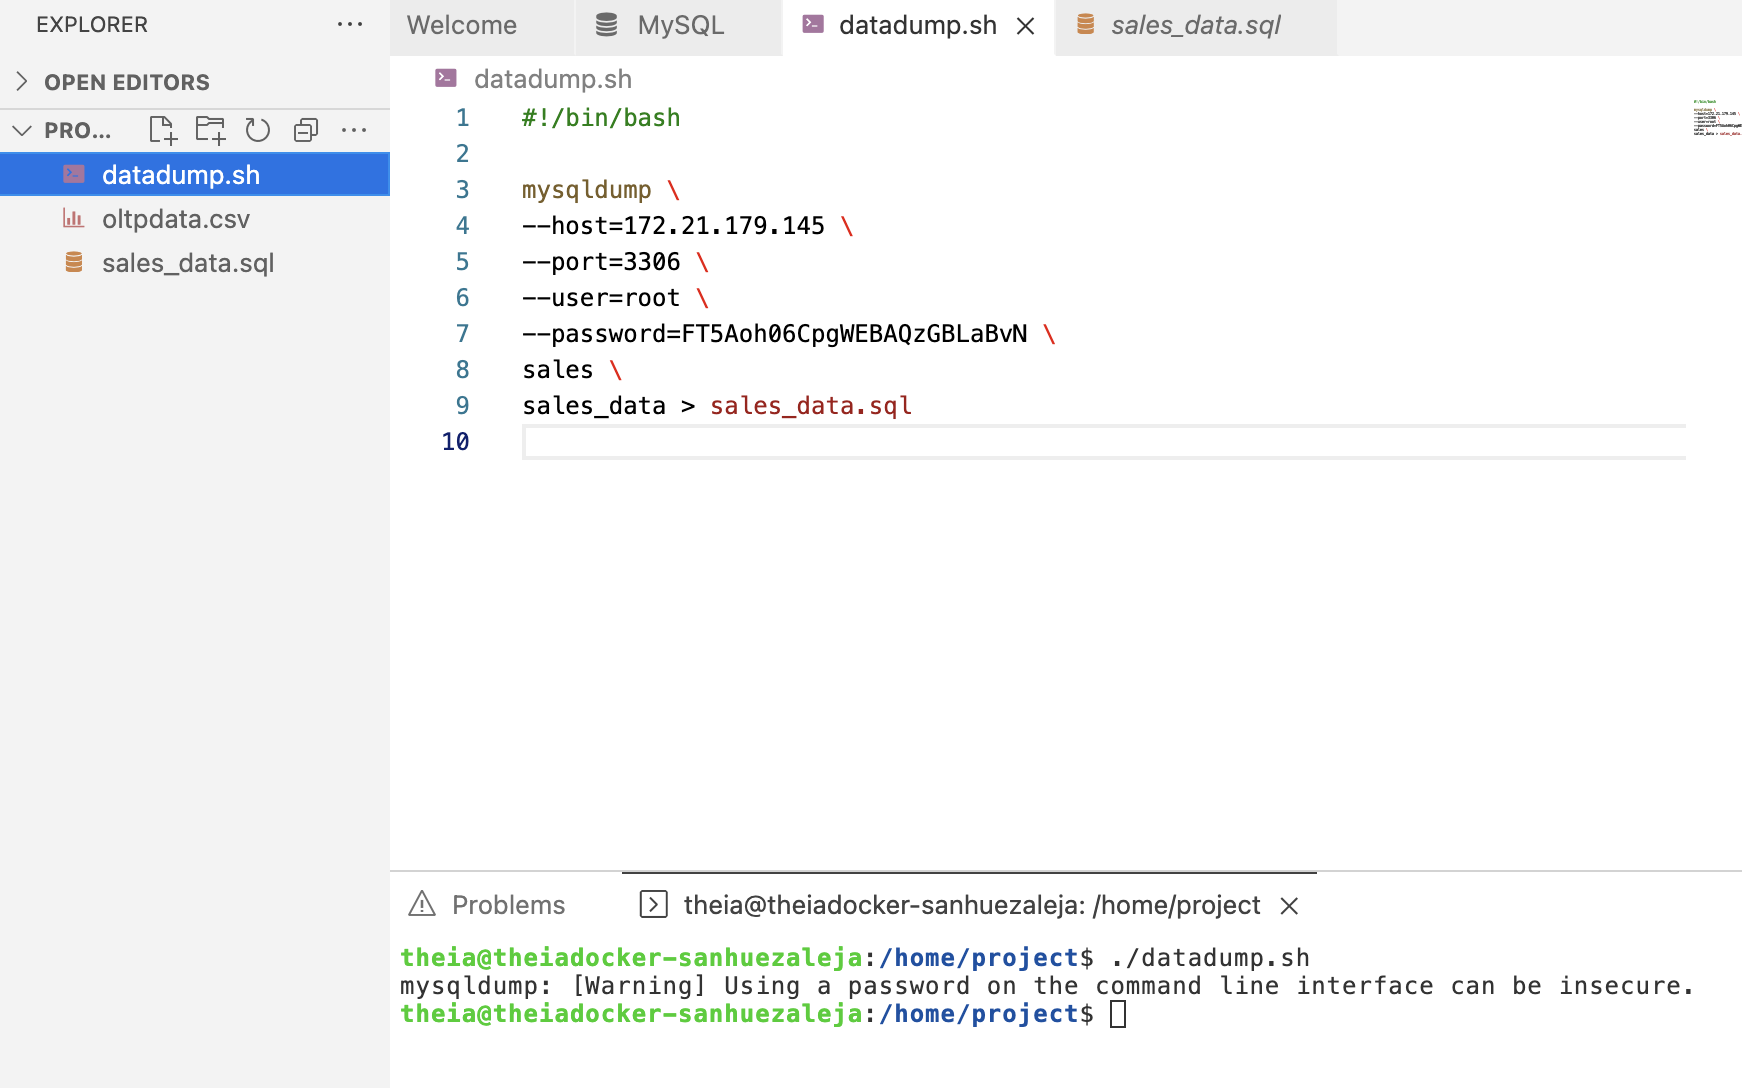 EXPLORER ...
OPEN EDITORS
PRO... ...
datadump.sh
oltpdata.csv
sales_data.sql
Welcome
MySQL
datadump.sh
sales_data.sql
datadump.sh
1 #!/bin/bash
2
3 mysqldump \
4 --host=172.21.179.145 \
5 --port=3306 \
6 --user=root \
7 --password=FT5Aoh06CpgWEBAQzGBLaBvN \
8 sales \
9 sales_data > sales_data.sql
10
Problems
theia@theiadocker-sanhuezaleja: /home/project
theia@theiadocker-sanhuezaleja:/home/project$ ./datadump.sh
mysqldump: [Warning] Using a password on the command line interface can be insecure.
theia@theiadocker-sanhuezaleja:/home/project$